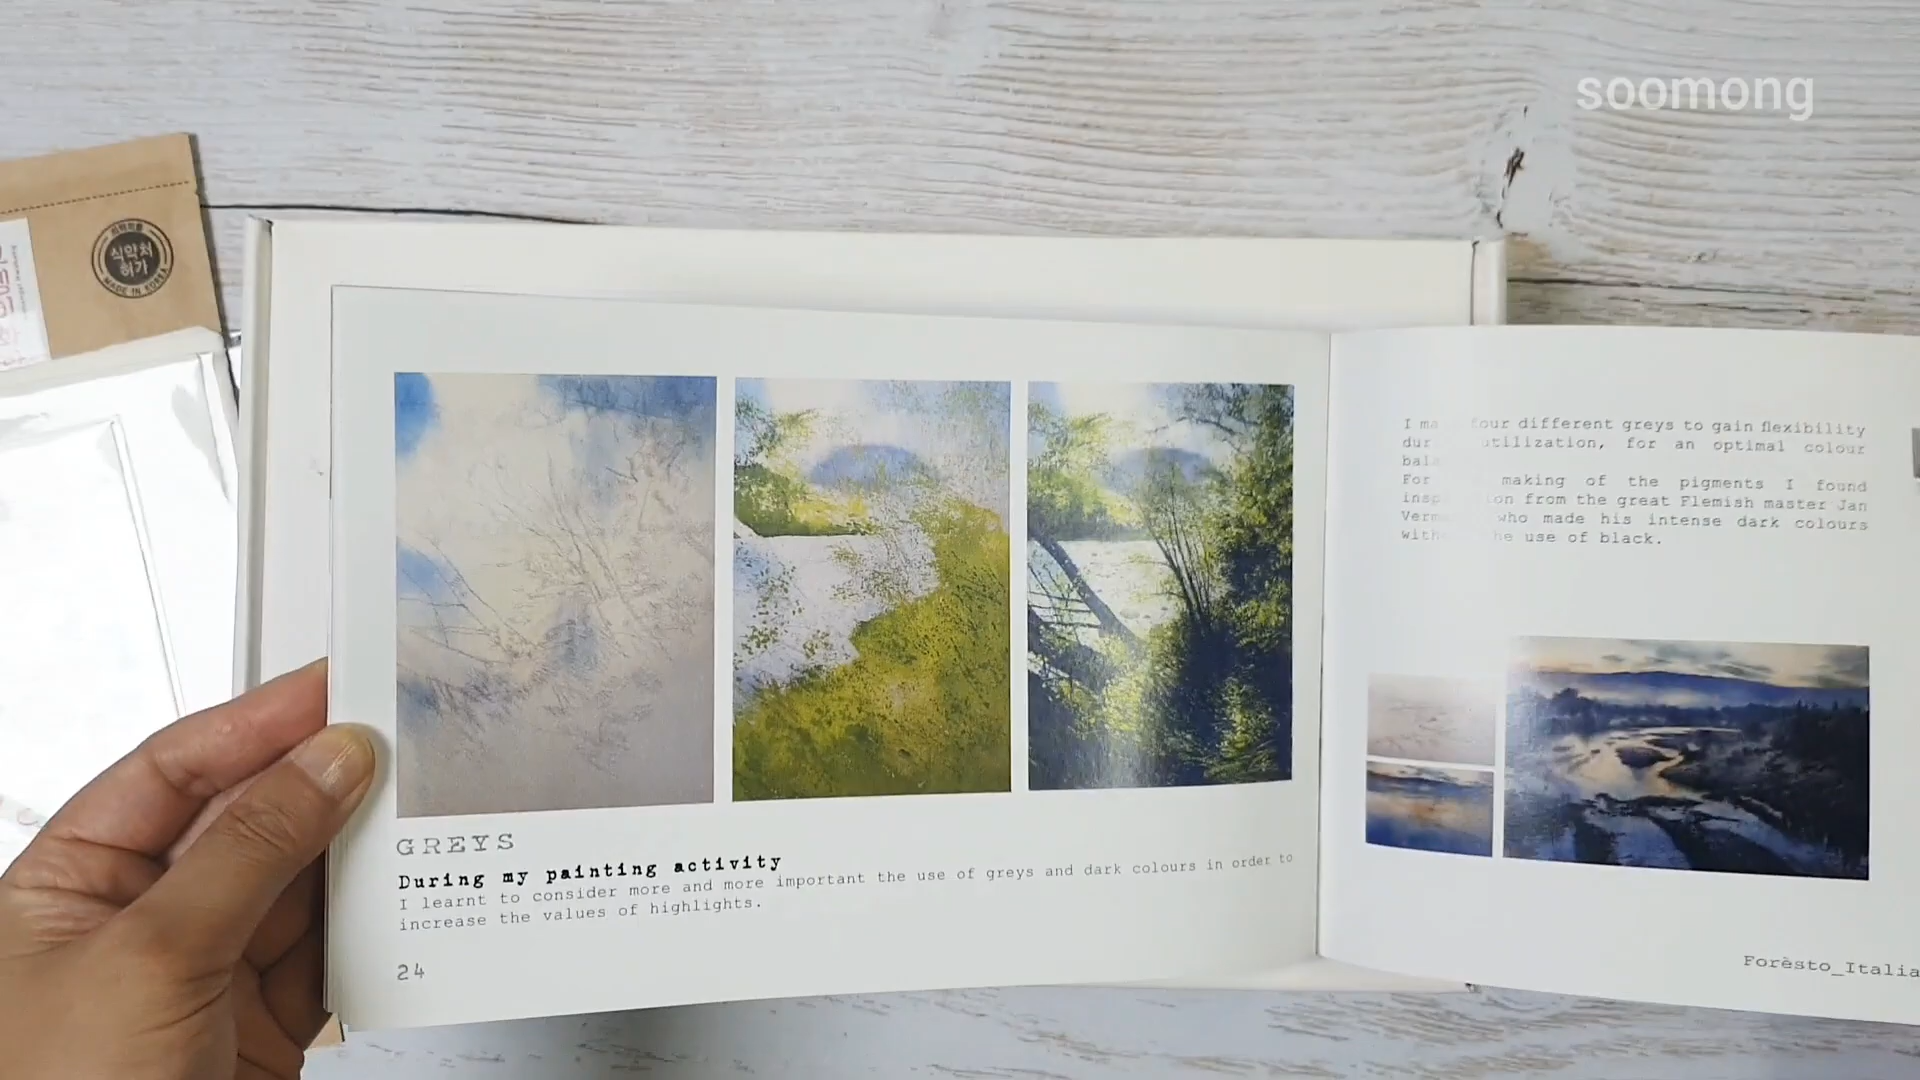 soomong
식약처
허가
MADE IN KOREA
GREYS
During my painting activity
I learnt to consider more and more important the use of greys and dark colours in order to
increase the values of highlights.
24
I four different greys to gain flexibility
utilization, for an optimal colour
For making of the pigments I found
from the great Flemish master Jan
who made his intense dark colours
use of black.
Forèsto_Italia